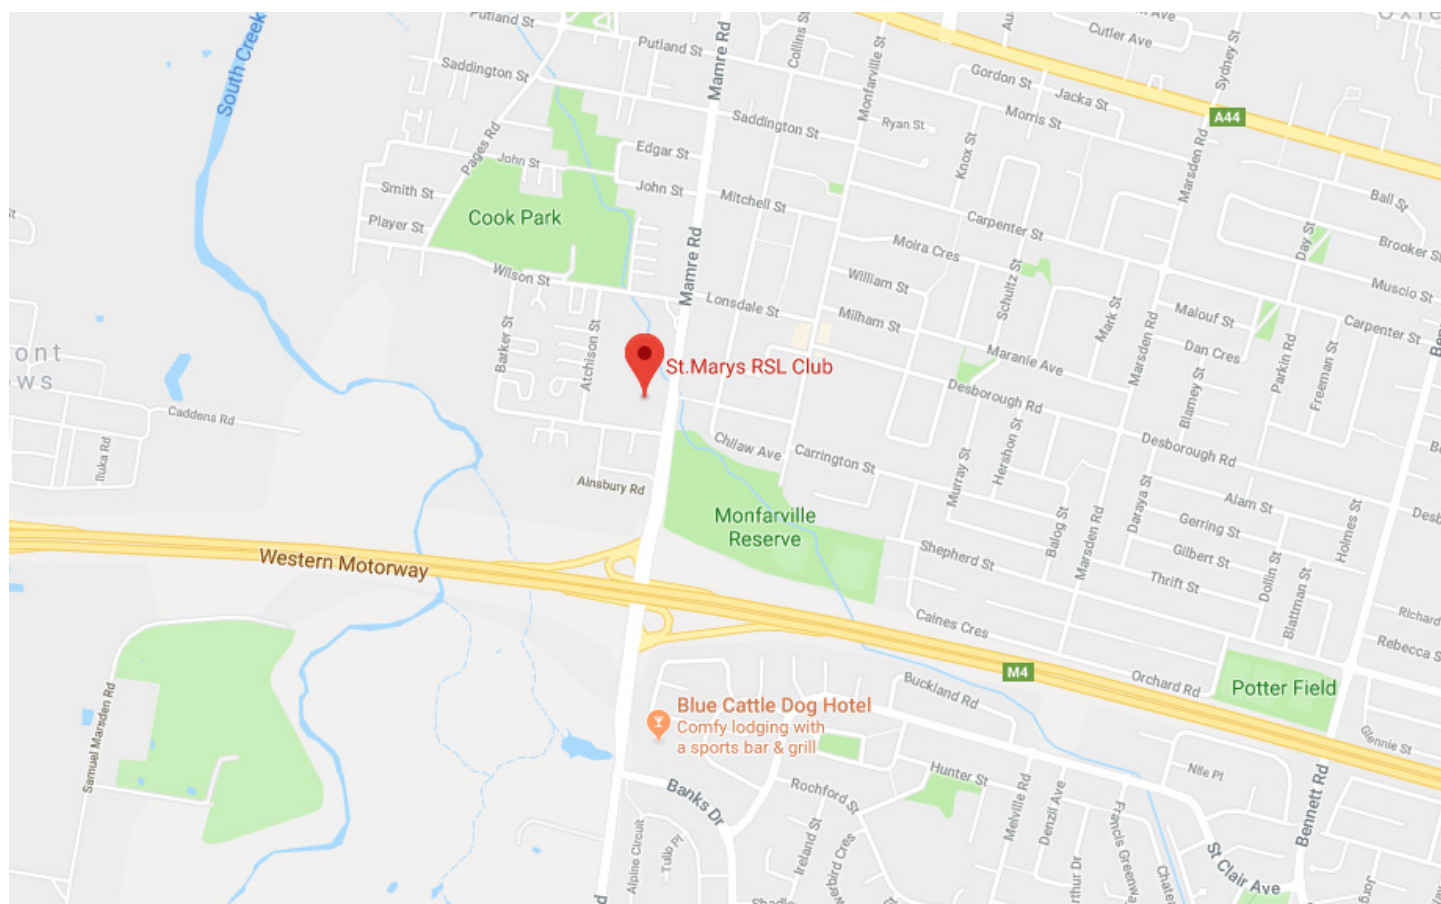 Putland St
Cutler Ave
Collins St
Monfarville St
Sydney St
Mamre Rd
South Creek
Putland St
Saddington St
Gordon St
Jacka St
Morris St
A44
Saddington St
Ryan St
Knox St
Marsden Rd
Pages Rd
Edgar St
John St
Smith St
John St
Mitchell St
Ball St
Cook Park
Player St
Carpenter St
Day St
Brooker St
Moira Cres
Mamre Rd
Wilson St
William St
Schultz St
Muscio St
Lonsdale St
Milham St
Mark St
Malouf St
Carpenter St
Barker St
Atchison St
Maranie Ave
Marsden Rd
Dan Cres
Parkin Rd
Freeman St
St.Marys RSL Club
Desborough Rd
Blamey St
Caddens Rd
Iluka Rd
Chilaw Ave
Carrington St
Murray St
Hershon St
Desborough Rd
Ainsbury Rd
Monfarville
Reserve
Balog St
Marsden Rd
Daraya St
Alam St
Gerring St
Gilbert St
Holmes St
Western Motorway
Shepherd St
Thrift St
Dollin St
Blattman St
Richard
Caines Cres
Rebecca S
M4
Orchard Rd
Potter Field
Samuel Marsden Rd
Buckland Rd
Blue Cattle Dog Hotel
Comfy lodging with
a sports bar & grill
Glennie St
Hunter St
Nile Pl
Banks Dr
Rochford St
Melville Rd
Denzil Ave
Bennett Rd
Alpine Circuit
Tulip Pl
Ireland St
Francis Greenw
St Clair Ave